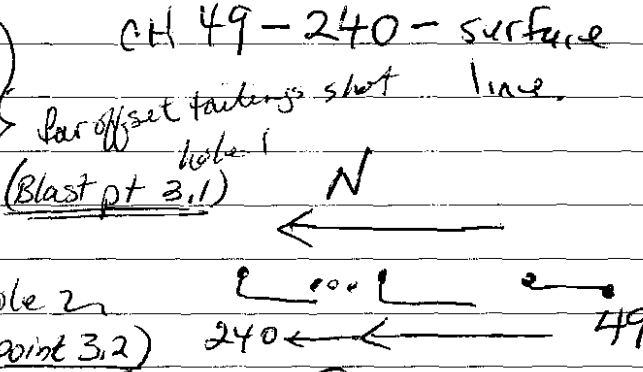 CH 49-240- surface
line.
far offset tailings shot
hole 1
(Blast pt 3,1)
N
ole 2
point 3,2)
240
49